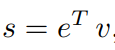 s = e^T v,